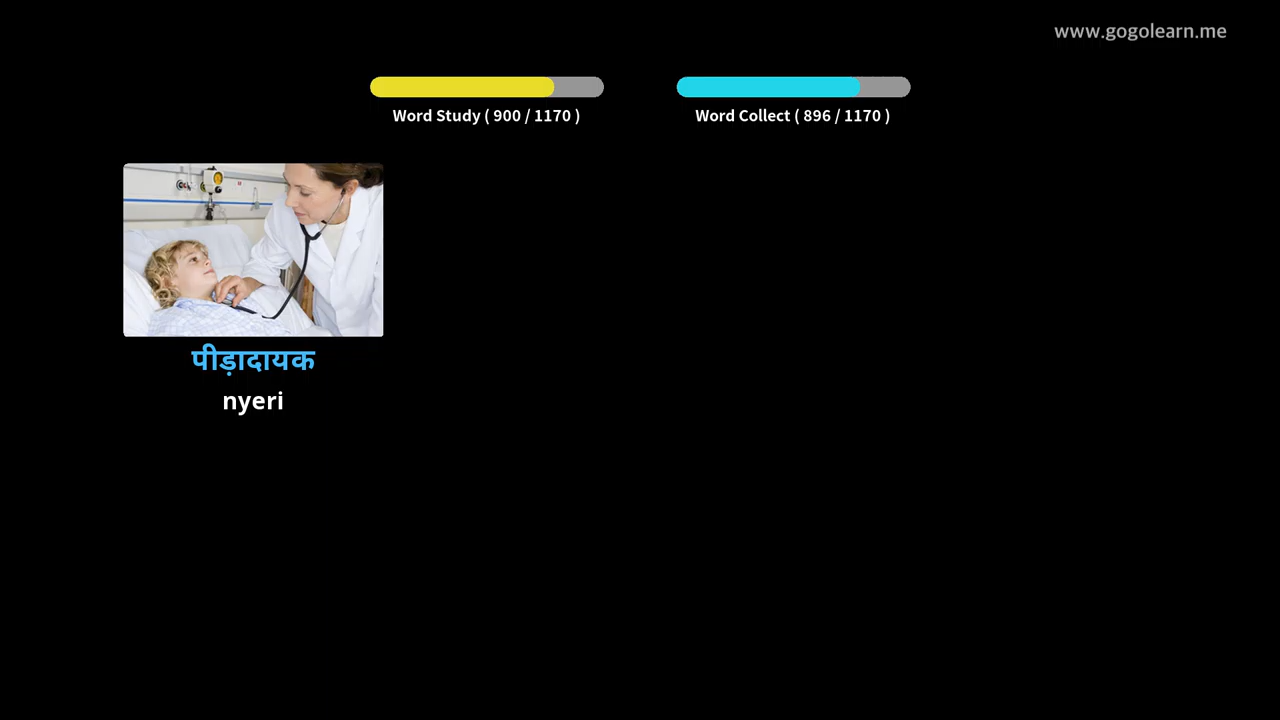 www.gogolearn.me
Word Study ( 900 / 1170 )
Word Collect ( 896 / 1170 )
पीड़ादायक
nyeri